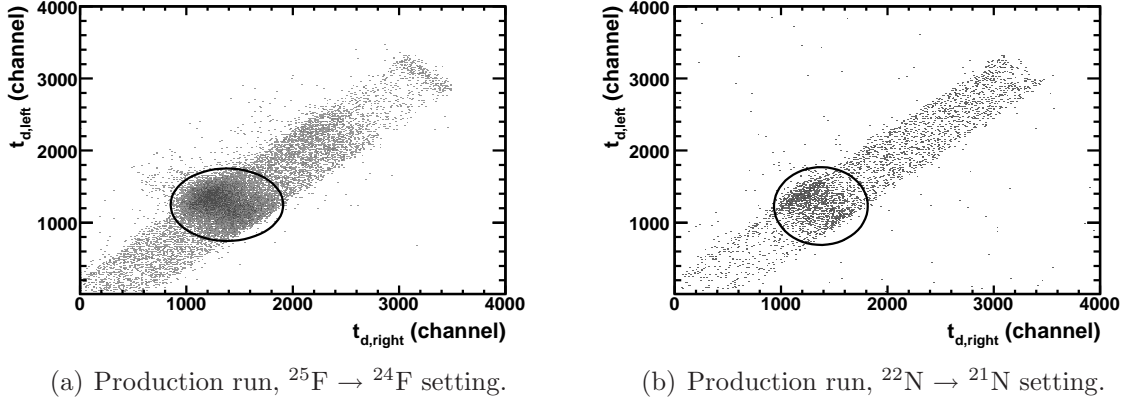 4000
3000
2000
1000
0
0 1000 2000 3000 4000
t_d,left (channel)
t_d,right (channel)
(a) Production run, ²⁵F → ²⁴F setting.
4000
3000
2000
1000
0
0 1000 2000 3000 4000
t_d,left (channel)
t_d,right (channel)
(b) Production run, ²²N → ²¹N setting.